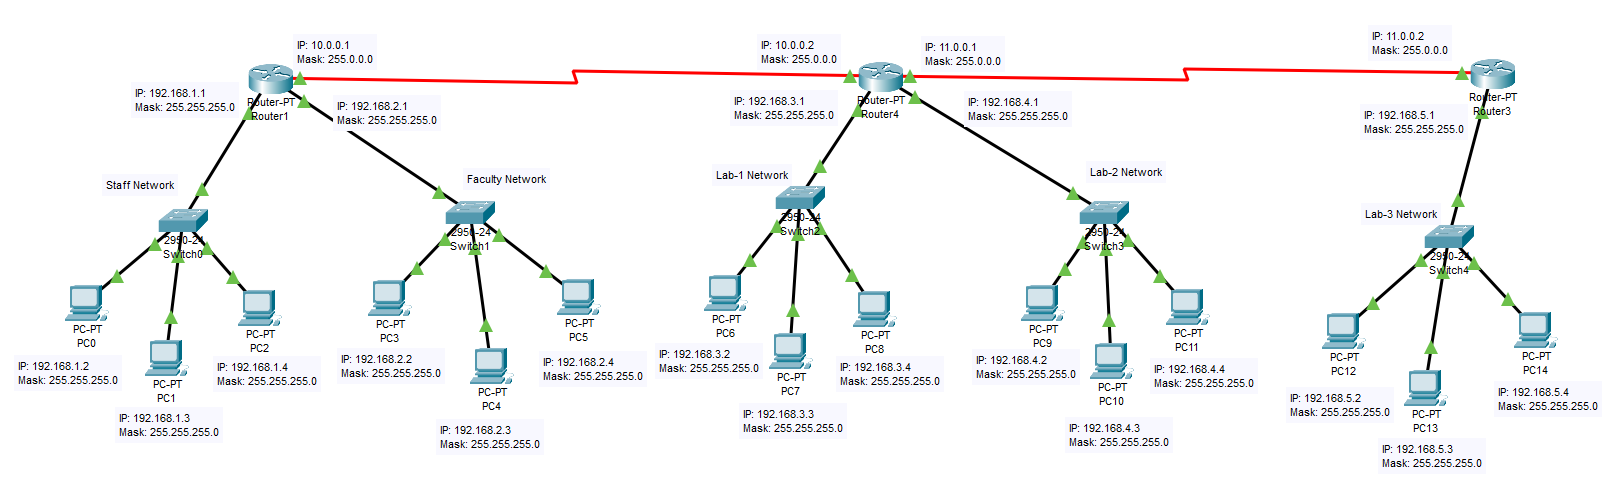 IP: 10.0.0.1
Mask: 255.0.0.0
IP: 192.168.1.1
Mask: 255.255.255.0
Router-PT
Router1
IP: 192.168.2.1
Mask: 255.255.255.0
Staff Network
2950-24
Switch0
PC-PT
PC0
IP: 192.168.1.2
Mask: 255.255.255.0
PC-PT
PC1
IP: 192.168.1.3
Mask: 255.255.255.0
PC-PT
PC2
IP: 192.168.1.4
Mask: 255.255.255.0
Faculty Network
2950-24
Switch1
PC-PT
PC3
IP: 192.168.2.2
Mask: 255.255.255.0
PC-PT
PC4
IP: 192.168.2.3
Mask: 255.255.255.0
PC-PT
PC5
IP: 192.168.2.4
Mask: 255.255.255.0
IP: 10.0.0.2
Mask: 255.0.0.0
IP: 11.0.0.1
Mask: 255.0.0.0
IP: 192.168.3.1
Mask: 255.255.255.0
Router-PT
Router4
IP: 192.168.4.1
Mask: 255.255.255.0
Lab-1 Network
2950-24
Switch2
PC-PT
PC6
IP: 192.168.3.2
Mask: 255.255.255.0
PC-PT
PC7
IP: 192.168.3.3
Mask: 255.255.255.0
PC-PT
PC8
IP: 192.168.3.4
Mask: 255.255.255.0
Lab-2 Network
2950-24
Switch3
PC-PT
PC9
IP: 192.168.4.2
Mask: 255.255.255.0
PC-PT
PC10
IP: 192.168.4.3
Mask: 255.255.255.0
PC-PT
PC11
IP: 192.168.4.4
Mask: 255.255.255.0
IP: 11.0.0.2
Mask: 255.0.0.0
Router-PT
Router3
IP: 192.168.5.1
Mask: 255.255.255.0
Lab-3 Network
2950-24
Switch4
PC-PT
PC12
IP: 192.168.5.2
Mask: 255.255.255.0
PC-PT
PC13
IP: 192.168.5.3
Mask: 255.255.255.0
PC-PT
PC14
IP: 192.168.5.4
Mask: 255.255.255.0